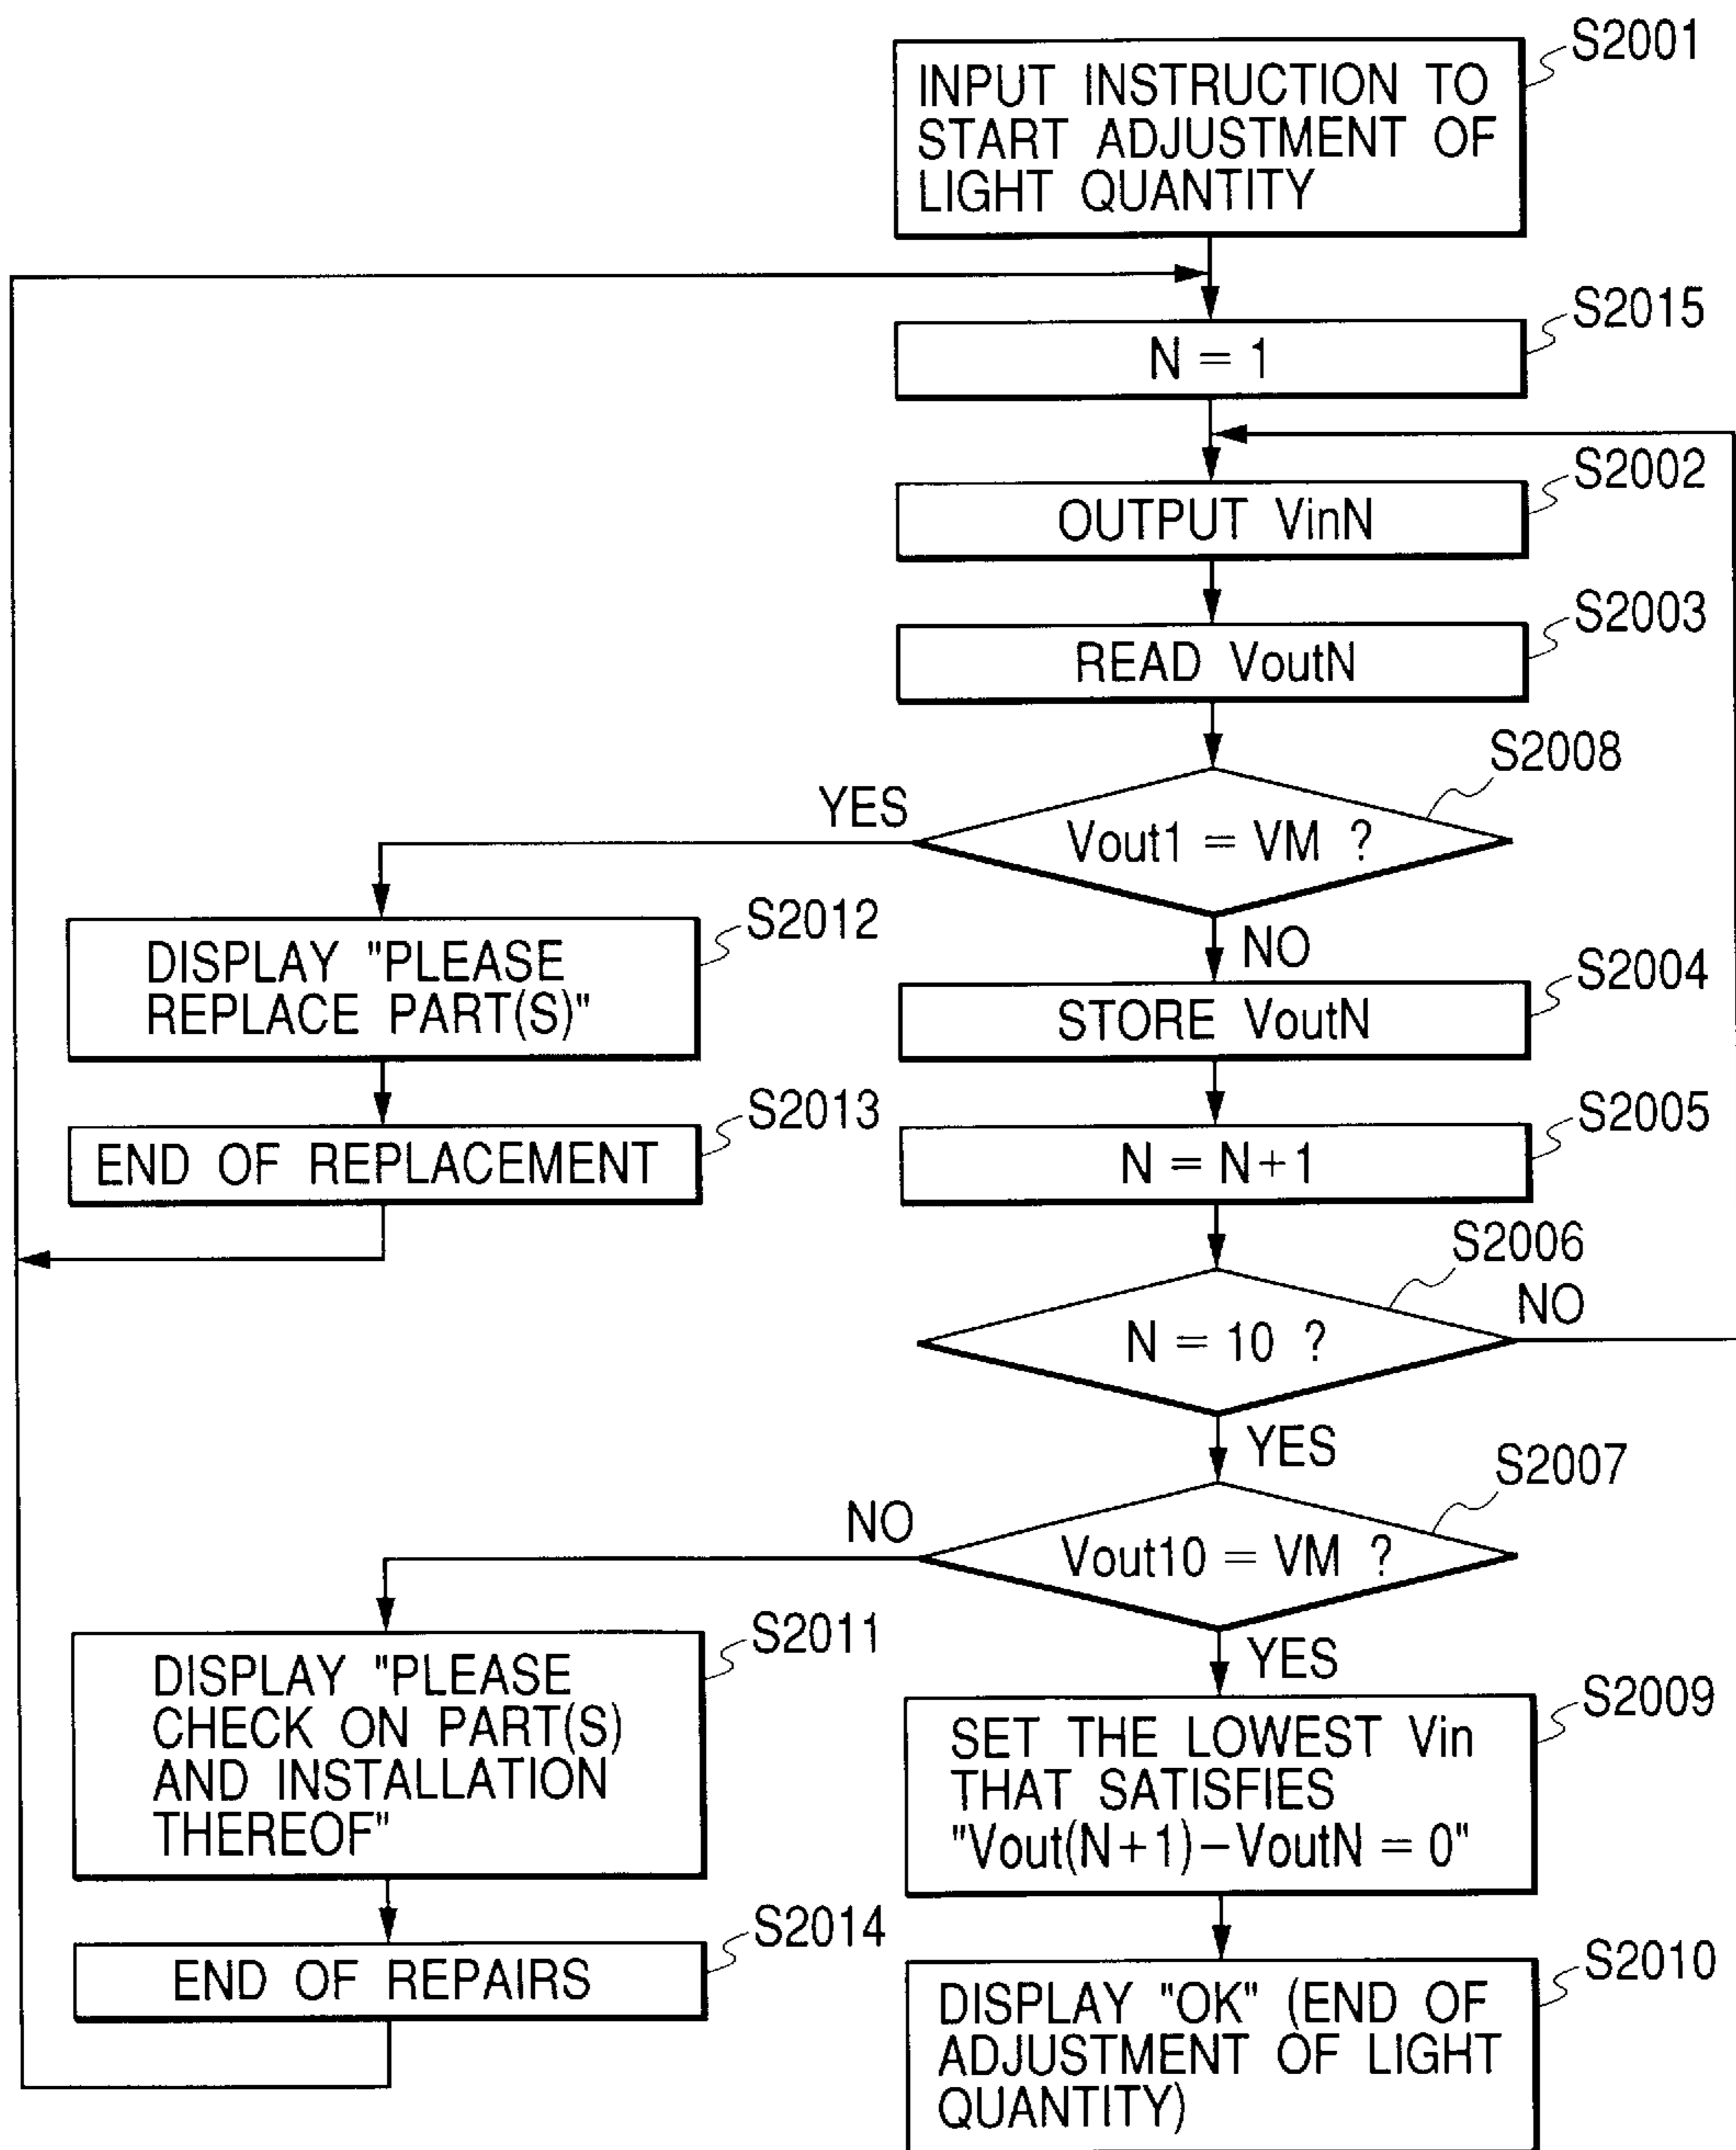 S2001
INPUT INSTRUCTION TO
START ADJUSTMENT OF
LIGHT QUANTITY
S2015
N = 1
S2002
OUTPUT VinN
S2003
READ VoutN
S2008
YES
Vout1 = VM ?
NO
S2012
DISPLAY "PLEASE
REPLACE PART(S)"
S2004
STORE VoutN
S2013
END OF REPLACEMENT
S2005
N = N+1
S2006
NO
N = 10 ?
YES
S2007
NO
Vout10 = VM ?
YES
S2011
DISPLAY "PLEASE
CHECK ON PART(S)
AND INSTALLATION
THEREOF"
S2009
SET THE LOWEST Vin
THAT SATISFIES
"Vout(N+1)−VoutN = 0"
S2014
END OF REPAIRS
S2010
DISPLAY "OK" (END OF
ADJUSTMENT OF LIGHT
QUANTITY)